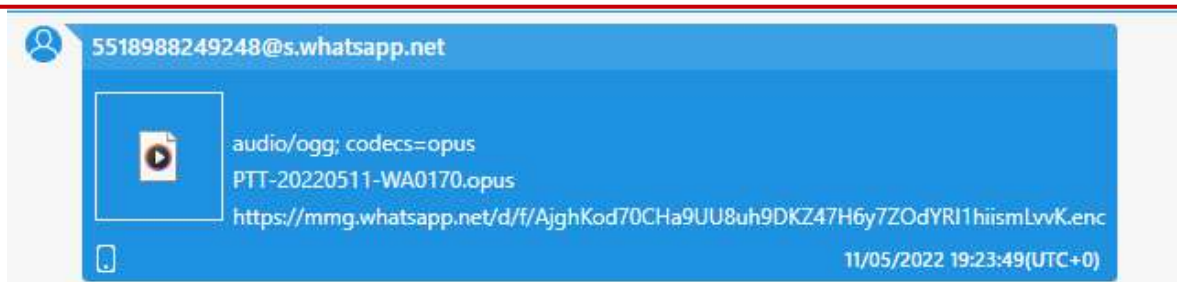 5518988249248@s.whatsapp.net
audio/ogg; codecs=opus
PTT-20220511-WA0170.opus
https://mmg.whatsapp.net/d/f/AjghKod70CHa9UU8uh9DKZ47H6y7ZOdYRI1hiismLvvK.enc
11/05/2022 19:23:49(UTC+0)